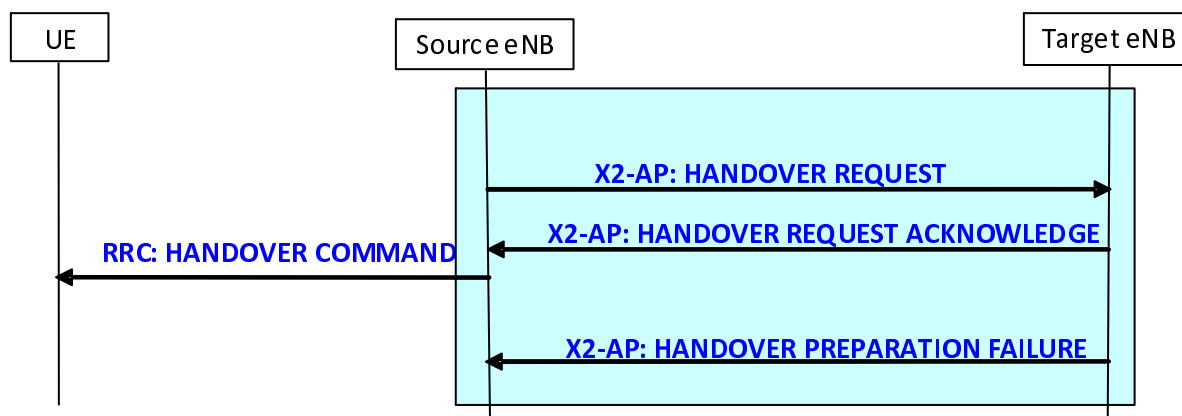 UE
Source eNB
Target eNB
X2-AP: HANDOVER REQUEST
X2-AP: HANDOVER REQUEST ACKNOWLEDGE
RRC: HANDOVER COMMAND
X2-AP: HANDOVER PREPARATION FAILURE